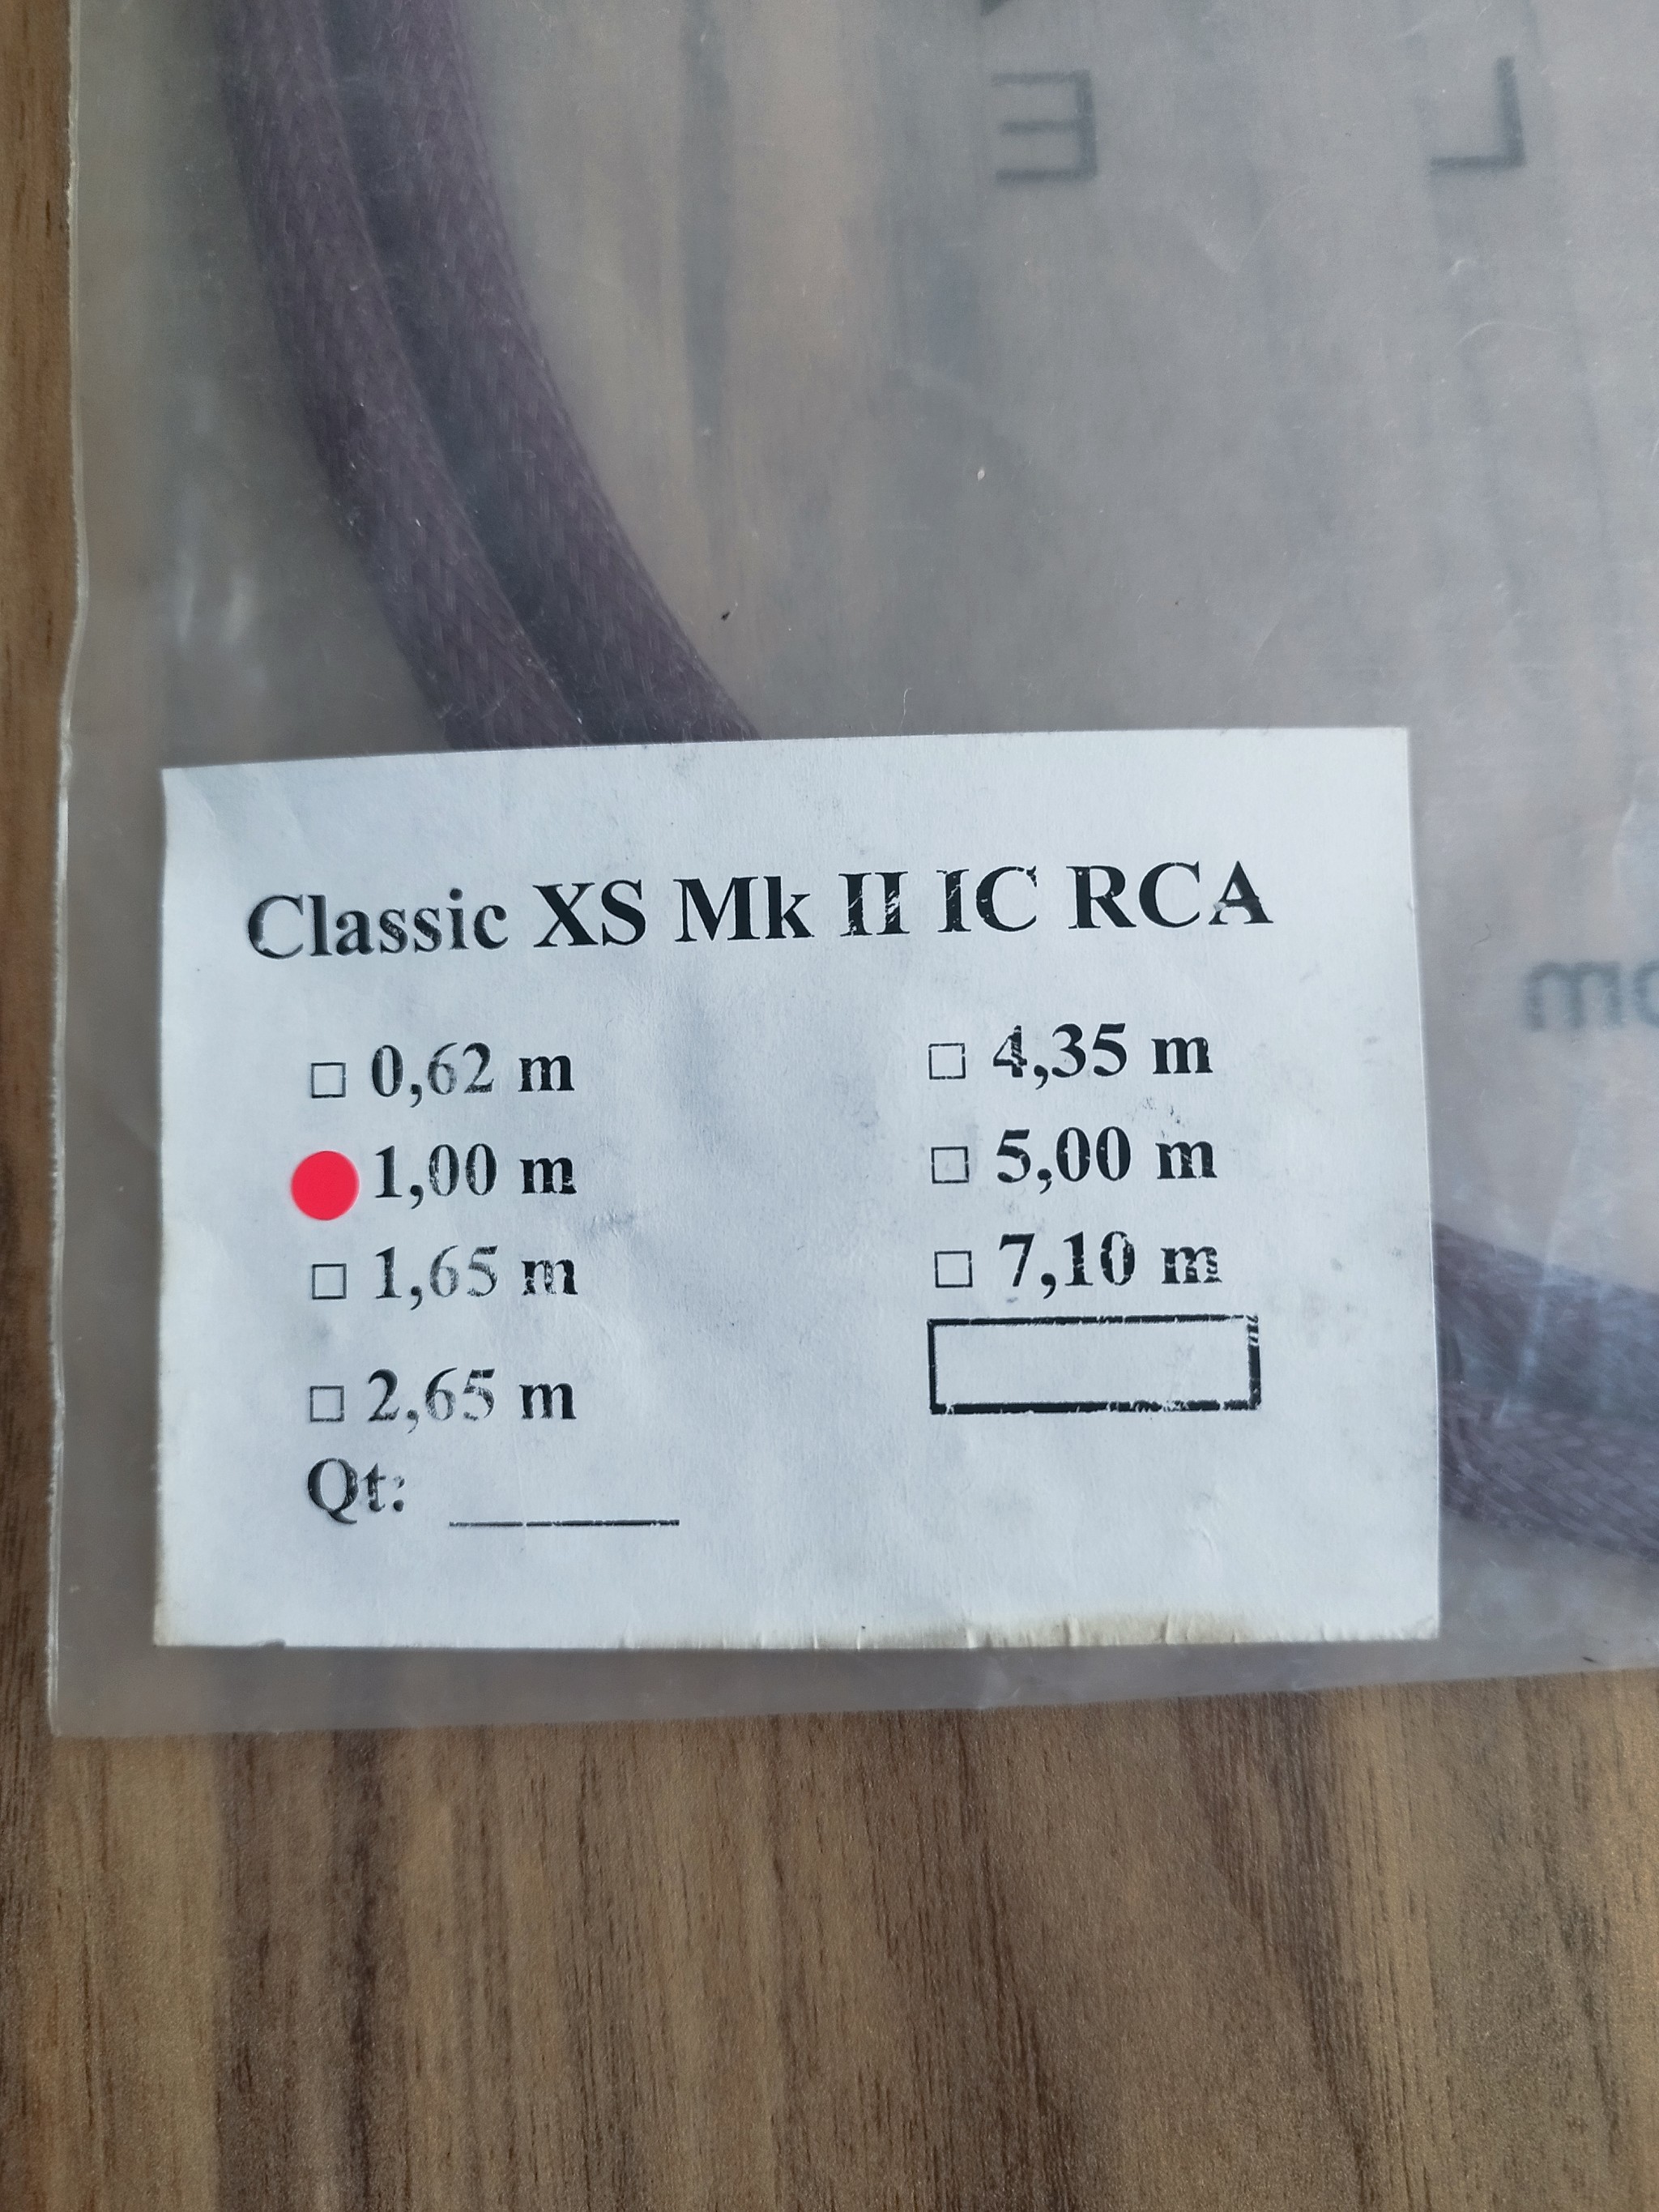 E L
Classic XS Mk II IC RCA
0,62 m
1,00 m
1,65 m
2,65 m
Qt:
4,35 m
5,00 m
7,10 m